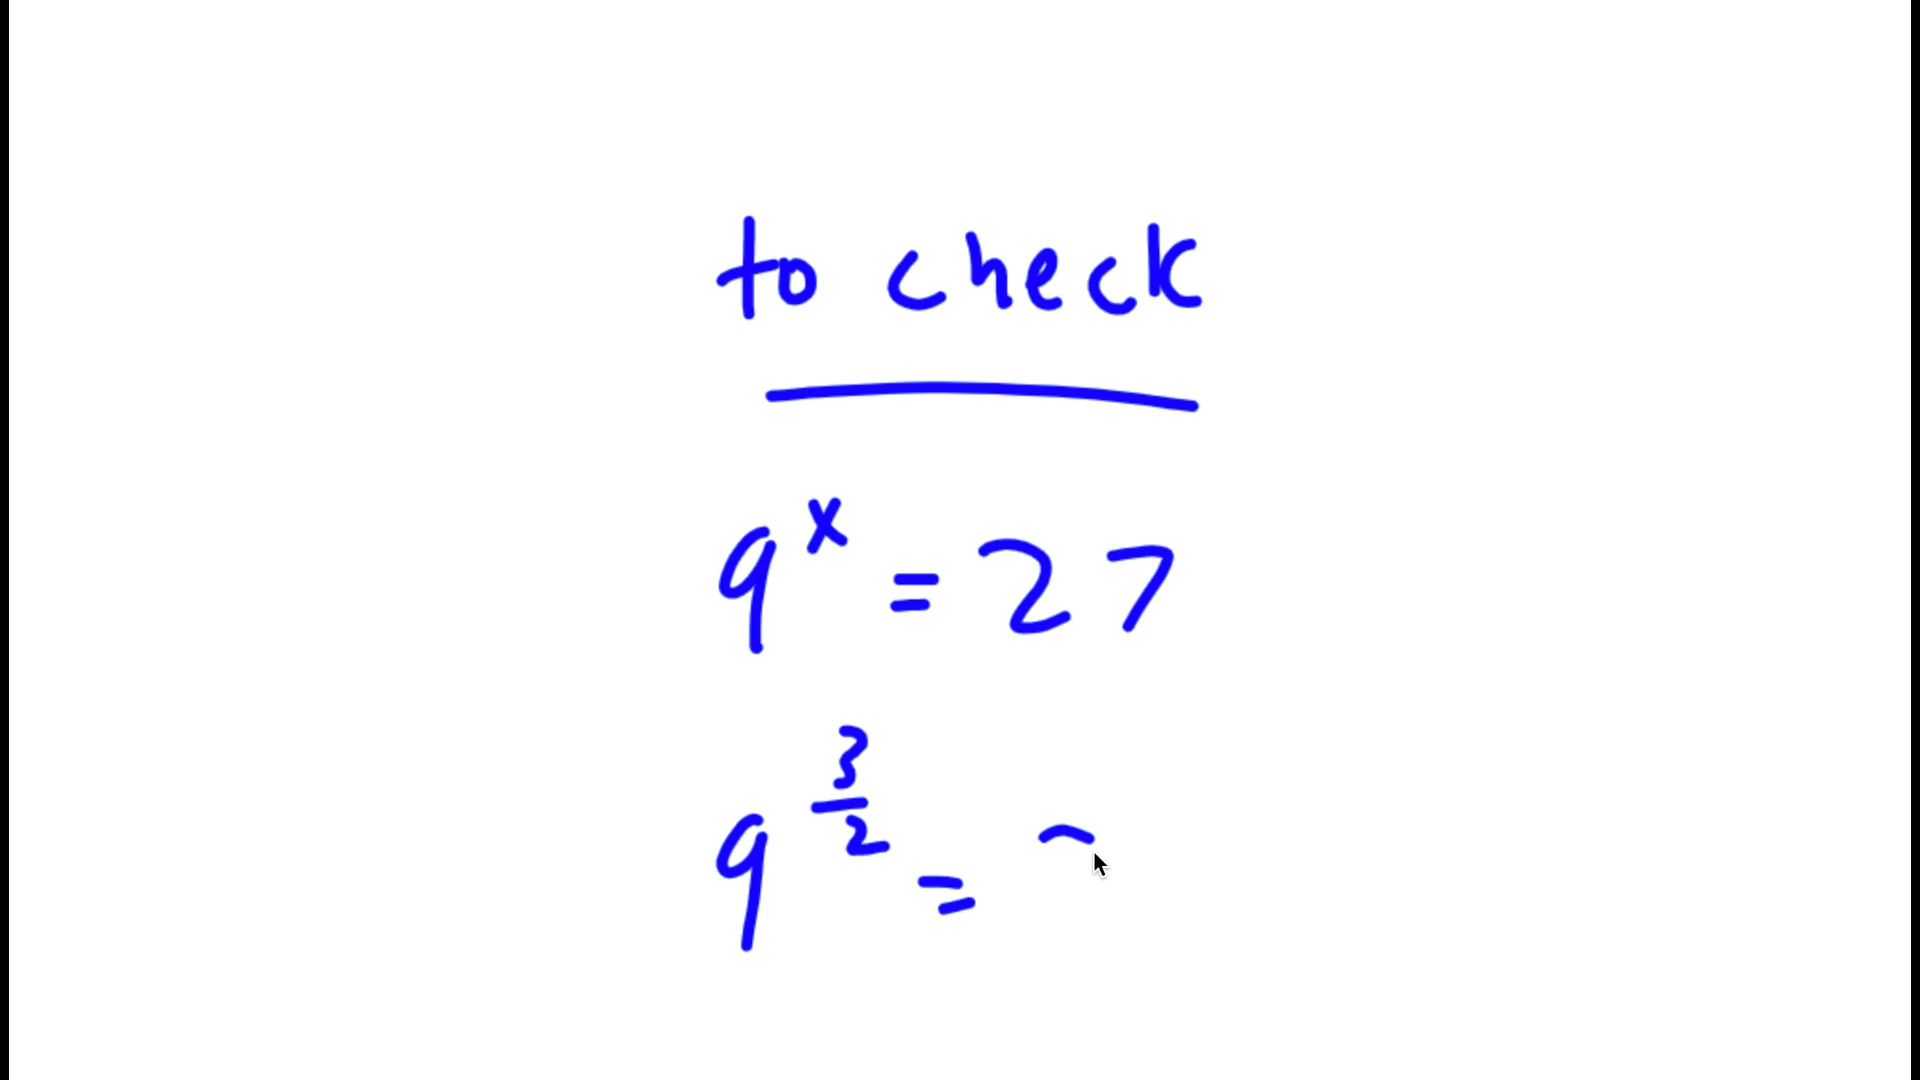 to check
9^x = 27
9^(3/2) =